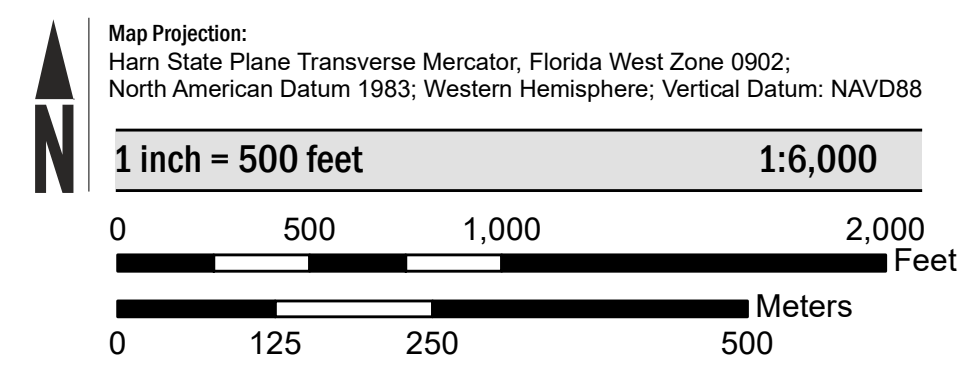 Map Projection:
Harn State Plane Transverse Mercator, Florida West Zone 0902;
North American Datum 1983; Western Hemisphere; Vertical Datum: NAVD88
N
1 inch = 500 feet 1:6,000
0 500 1,000 2,000
Feet
Meters
0 125 250 500